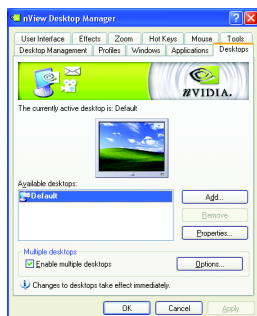 nView Desktop Manager
User Interface Effects Zoom Hot Keys Mouse Tools
Desktop Management Profiles Windows Applications Desktops
nVIDIA.
The currently active desktop is: Default
Available desktops:
Default
Add...
Remove
Properties...
Multiple desktops
Enable multiple desktops
Options...
Changes to desktops take effect immediately.
OK Cancel Apply